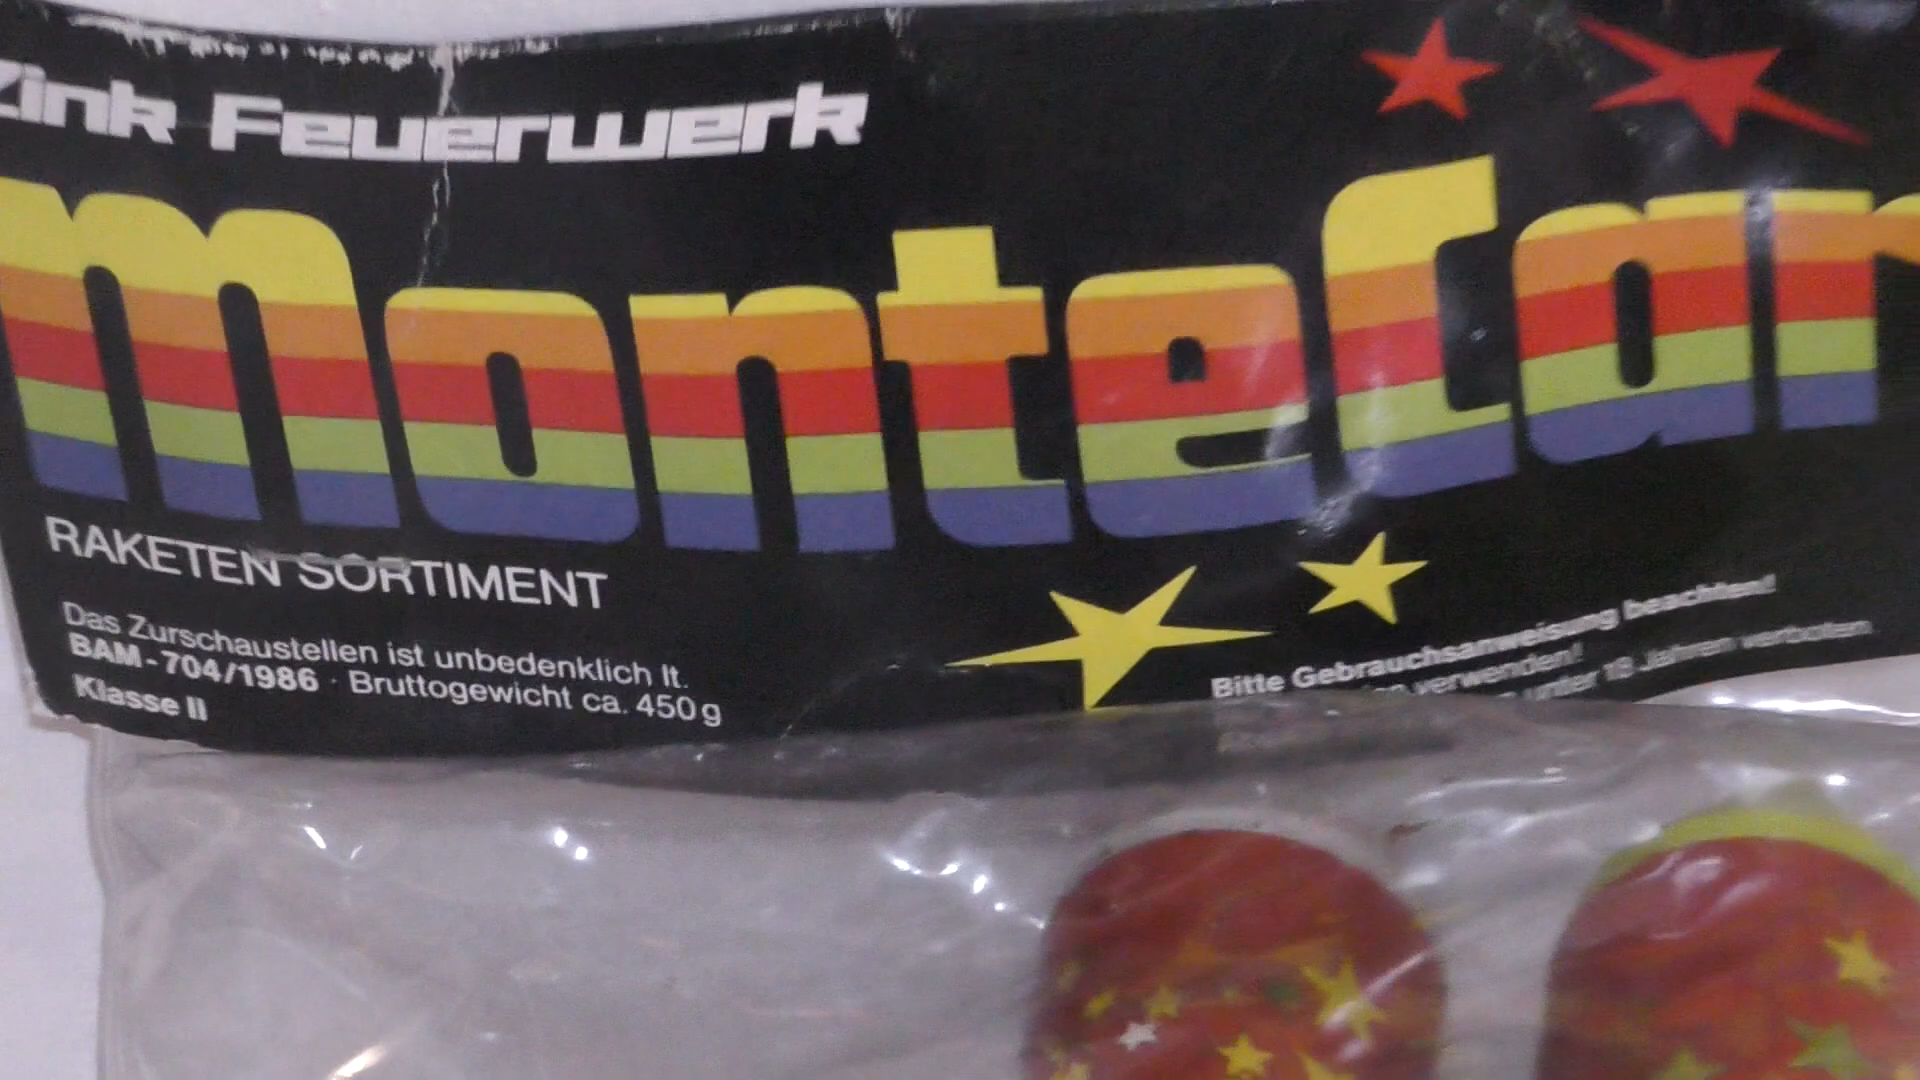 Zink Feuerwerk
MonteCar
RAKETEN SORTIMENT
Das Zurschaustellen ist unbedenklich lt.
BAM-704/1986 · Bruttogewicht ca. 450g
Klasse II
Bitte Gebrauchsanweisung beachten!
verwenden!
unter 18 Jahren verboten.